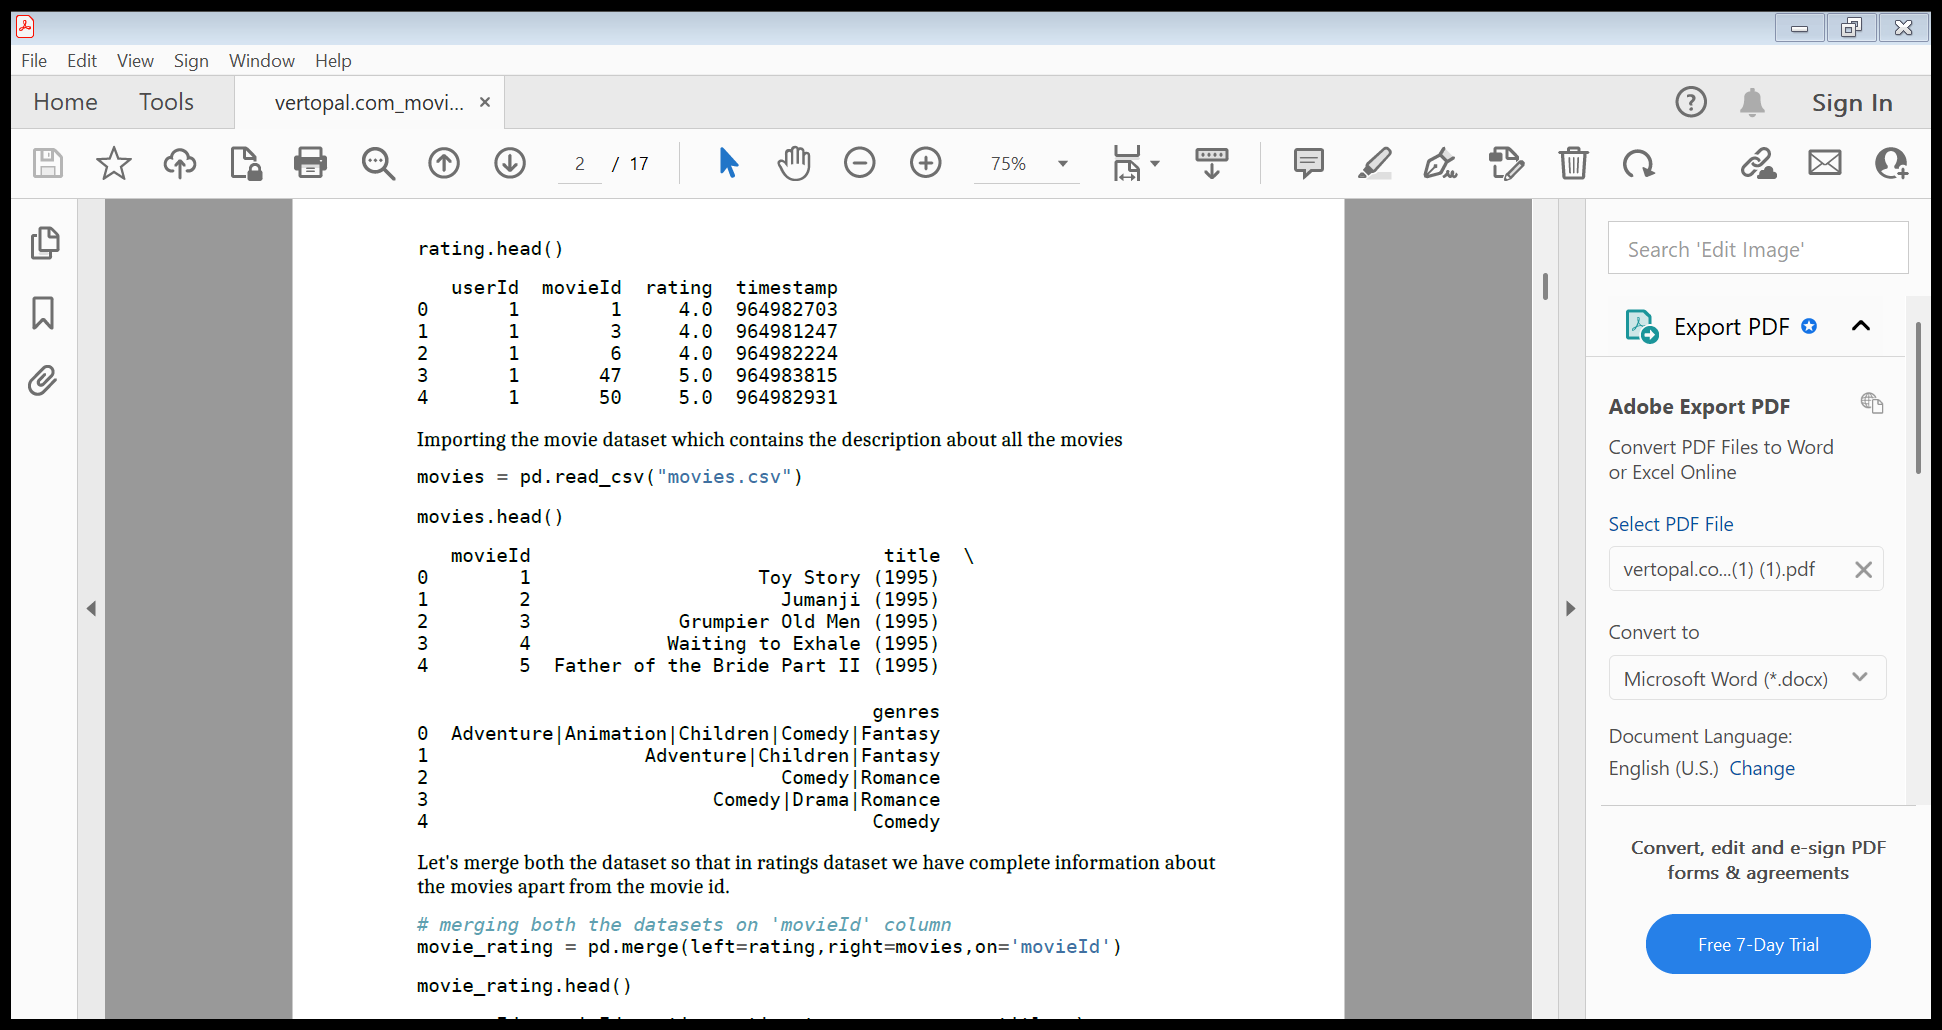 File Edit View Sign Window Help
Home Tools vertopal.com_movi... × ? Sign In
2 / 17 75%
rating.head()
   userId  movieId  rating  timestamp
0       1        1     4.0  964982703
1       1        3     4.0  964981247
2       1        6     4.0  964982224
3       1       47     5.0  964983815
4       1       50     5.0  964982931
Importing the movie dataset which contains the description about all the movies
movies = pd.read_csv("movies.csv")
movies.head()
   movieId                               title  \
0        1                    Toy Story (1995)
1        2                      Jumanji (1995)
2        3             Grumpier Old Men (1995)
3        4            Waiting to Exhale (1995)
4        5  Father of the Bride Part II (1995)
                                        genres
0  Adventure|Animation|Children|Comedy|Fantasy
1                   Adventure|Children|Fantasy
2                               Comedy|Romance
3                         Comedy|Drama|Romance
4                                       Comedy
Let's merge both the dataset so that in ratings dataset we have complete information about
the movies apart from the movie id.
# merging both the datasets on 'movieId' column
movie_rating = pd.merge(left=rating,right=movies,on='movieId')
movie_rating.head()
Search 'Edit Image'
Export PDF
Adobe Export PDF
Convert PDF Files to Word
or Excel Online
Select PDF File
vertopal.co...(1) (1).pdf
Convert to
Microsoft Word (*.docx)
Document Language:
English (U.S.) Change
Convert, edit and e-sign PDF
forms & agreements
Free 7-Day Trial